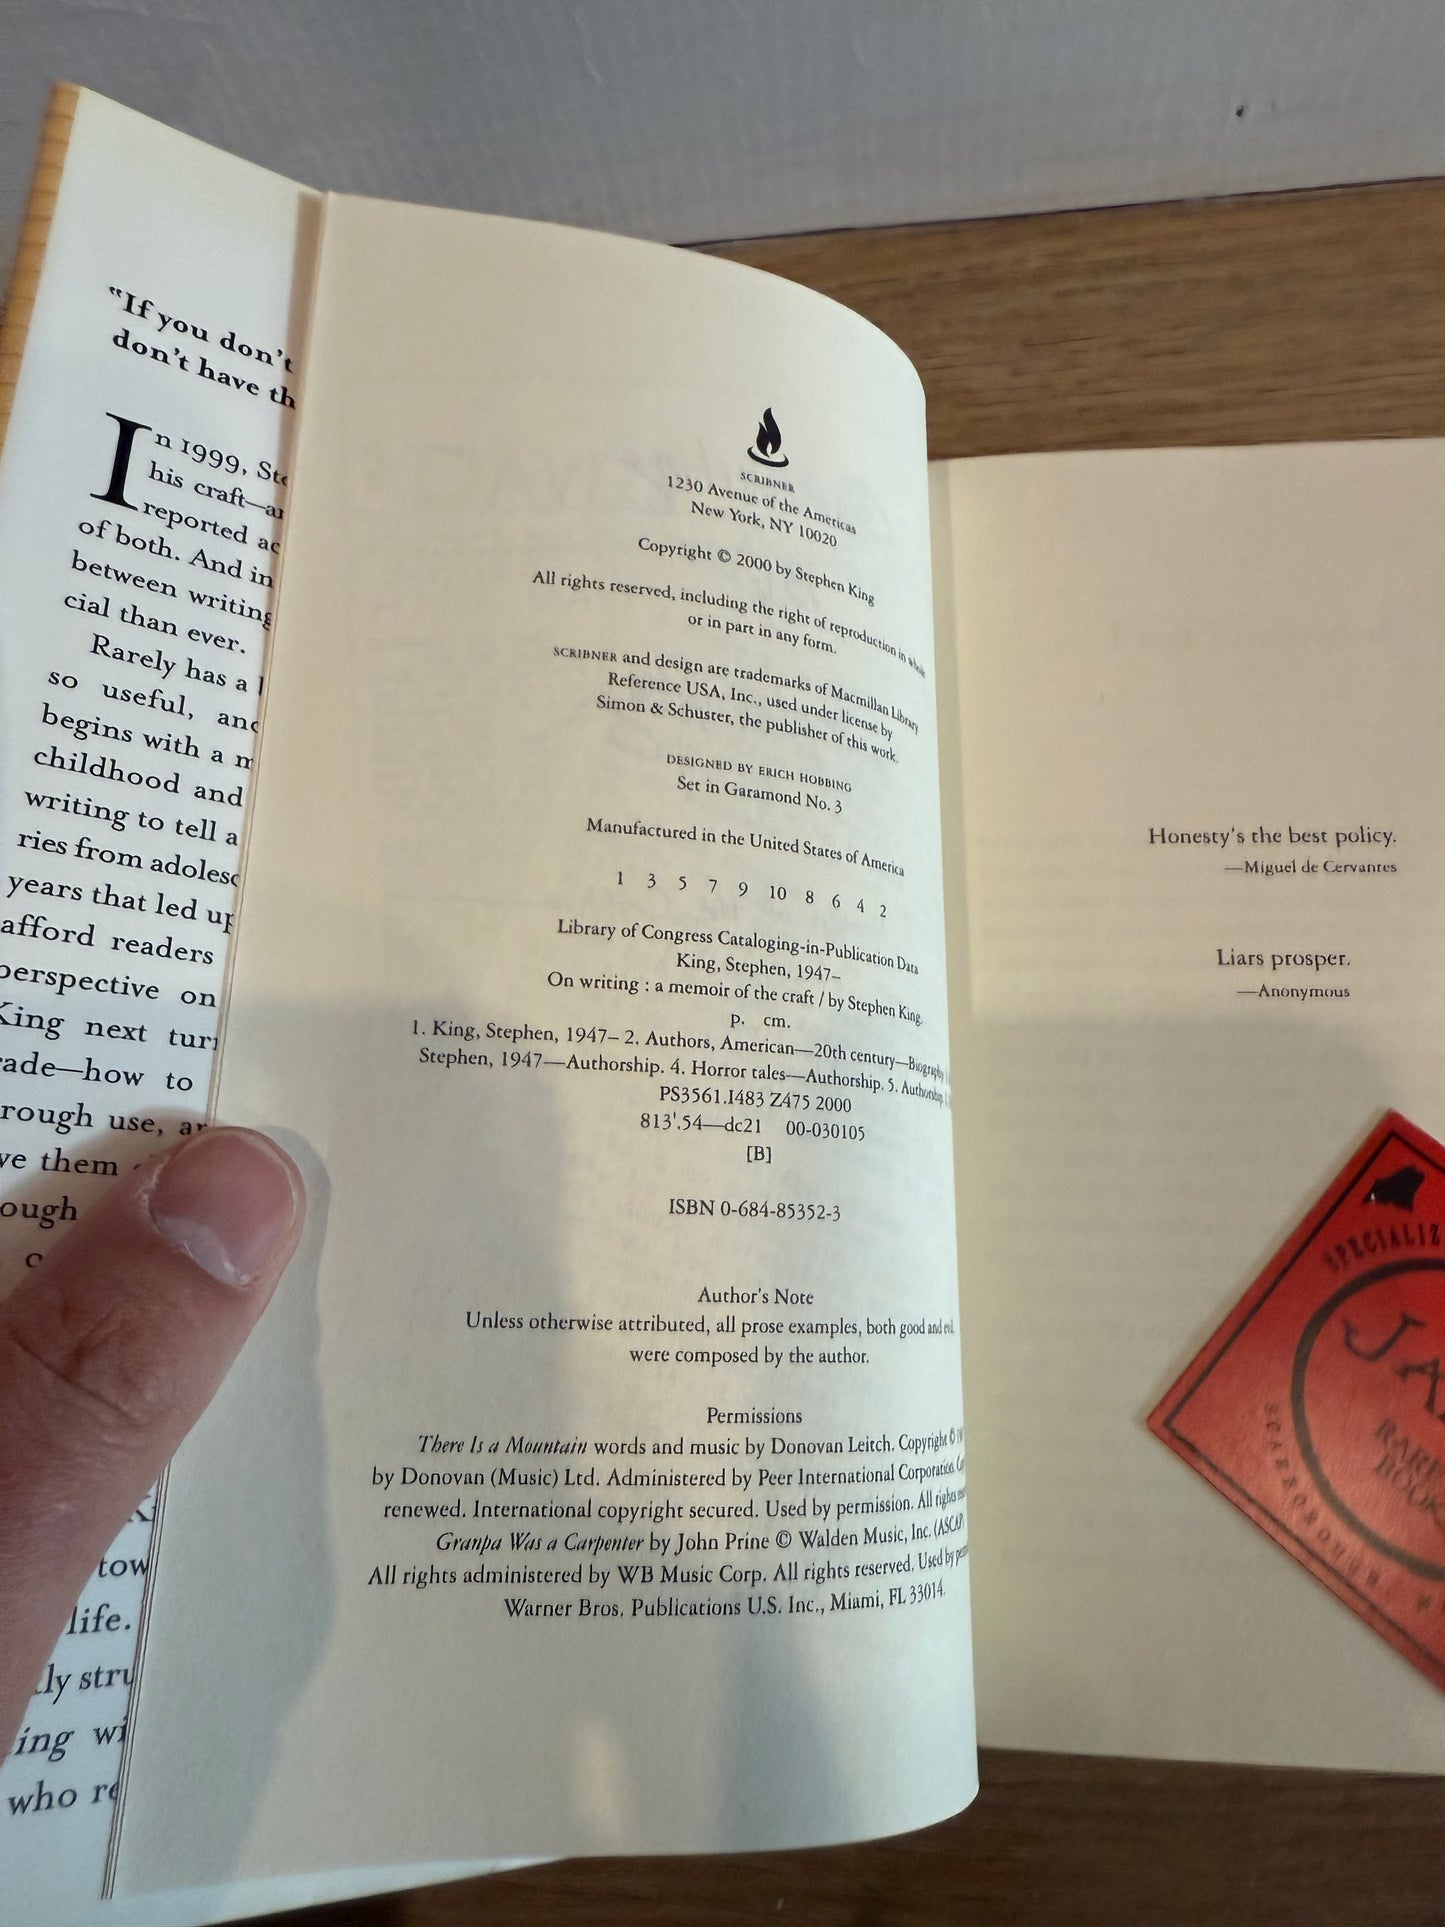 "If you don't
don't have
In 1999,
his craft—
reported
of both. And in
between writing
cial than ever.
Rarely has a
so useful,
begins with a
childhood and
writing to tell a
ries from
years that led
afford readers
perspective on
King next
how to
rough use,
them
ough
tow
life.
who
SCRIBNER
1230 Avenue of the Americas
New York, NY 10020
Copyright © 2000 by Stephen King
All rights reserved, including the right of reproduction in whole
or in part in any form.
SCRIBNER and design are trademarks of Macmillan Library
Reference USA, Inc., used under license by
Simon & Schuster, the publisher of this work.
DESIGNED BY ERICH HOBBING
Set in Garamond No. 3
Manufactured in the United States of America
1 3 5 7 9 10 8 6 4 2
Library of Congress Cataloging-in-Publication Data
King, Stephen, 1947–
On writing : a memoir of the craft / by Stephen King.
p. cm.
1. King, Stephen, 1947– 2. Authors, American—20th century—Biography
Stephen, 1947—Authorship. 4. Horror tales—Authorship. 5. Authorship.
PS3561.I483 Z475 2000
813'.54—dc21 00-030105
[B]
ISBN 0-684-85352-3
Author's Note
Unless otherwise attributed, all prose examples, both good and evil,
were composed by the author.
Permissions
There Is a Mountain words and music by Donovan Leitch. Copyright ©
by Donovan (Music) Ltd. Administered by Peer International Corporation.
renewed. International copyright secured. Used by permission. All rights
Granpa Was a Carpenter by John Prine © Walden Music, Inc. (ASCAP).
All rights administered by WB Music Corp. All rights reserved. Used by
Warner Bros. Publications U.S. Inc., Miami, FL 33014.
Honesty's the best policy.
—Miguel de Cervantes
Liars prosper.
—Anonymous
RARE